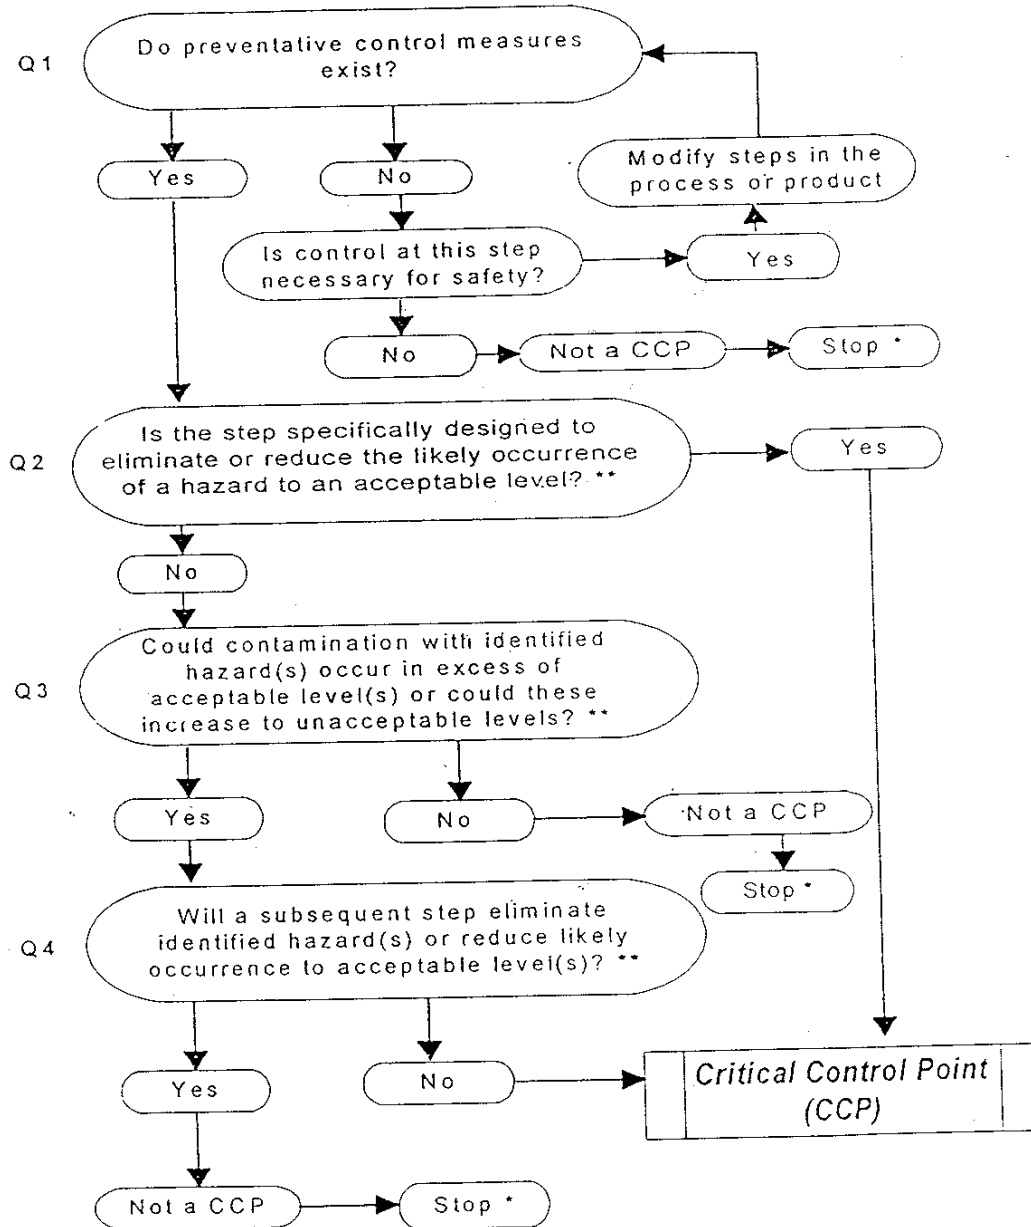 Q1
Do preventative control measures
exist?
Yes
No
Modify steps in the
process or product
Is control at this step
necessary for safety?
Yes
No
Not a CCP
Stop *
Q2
Is the step specifically designed to
eliminate or reduce the likely occurrence
of a hazard to an acceptable level? **
Yes
No
Q3
Could contamination with identified
hazard(s) occur in excess of
acceptable level(s) or could these
increase to unacceptable levels? **
Yes
No
Not a CCP
Stop *
Q4
Will a subsequent step eliminate
identified hazard(s) or reduce likely
occurrence to acceptable level(s)? **
Yes
No
Critical Control Point
(CCP)
Not a CCP
Stop *